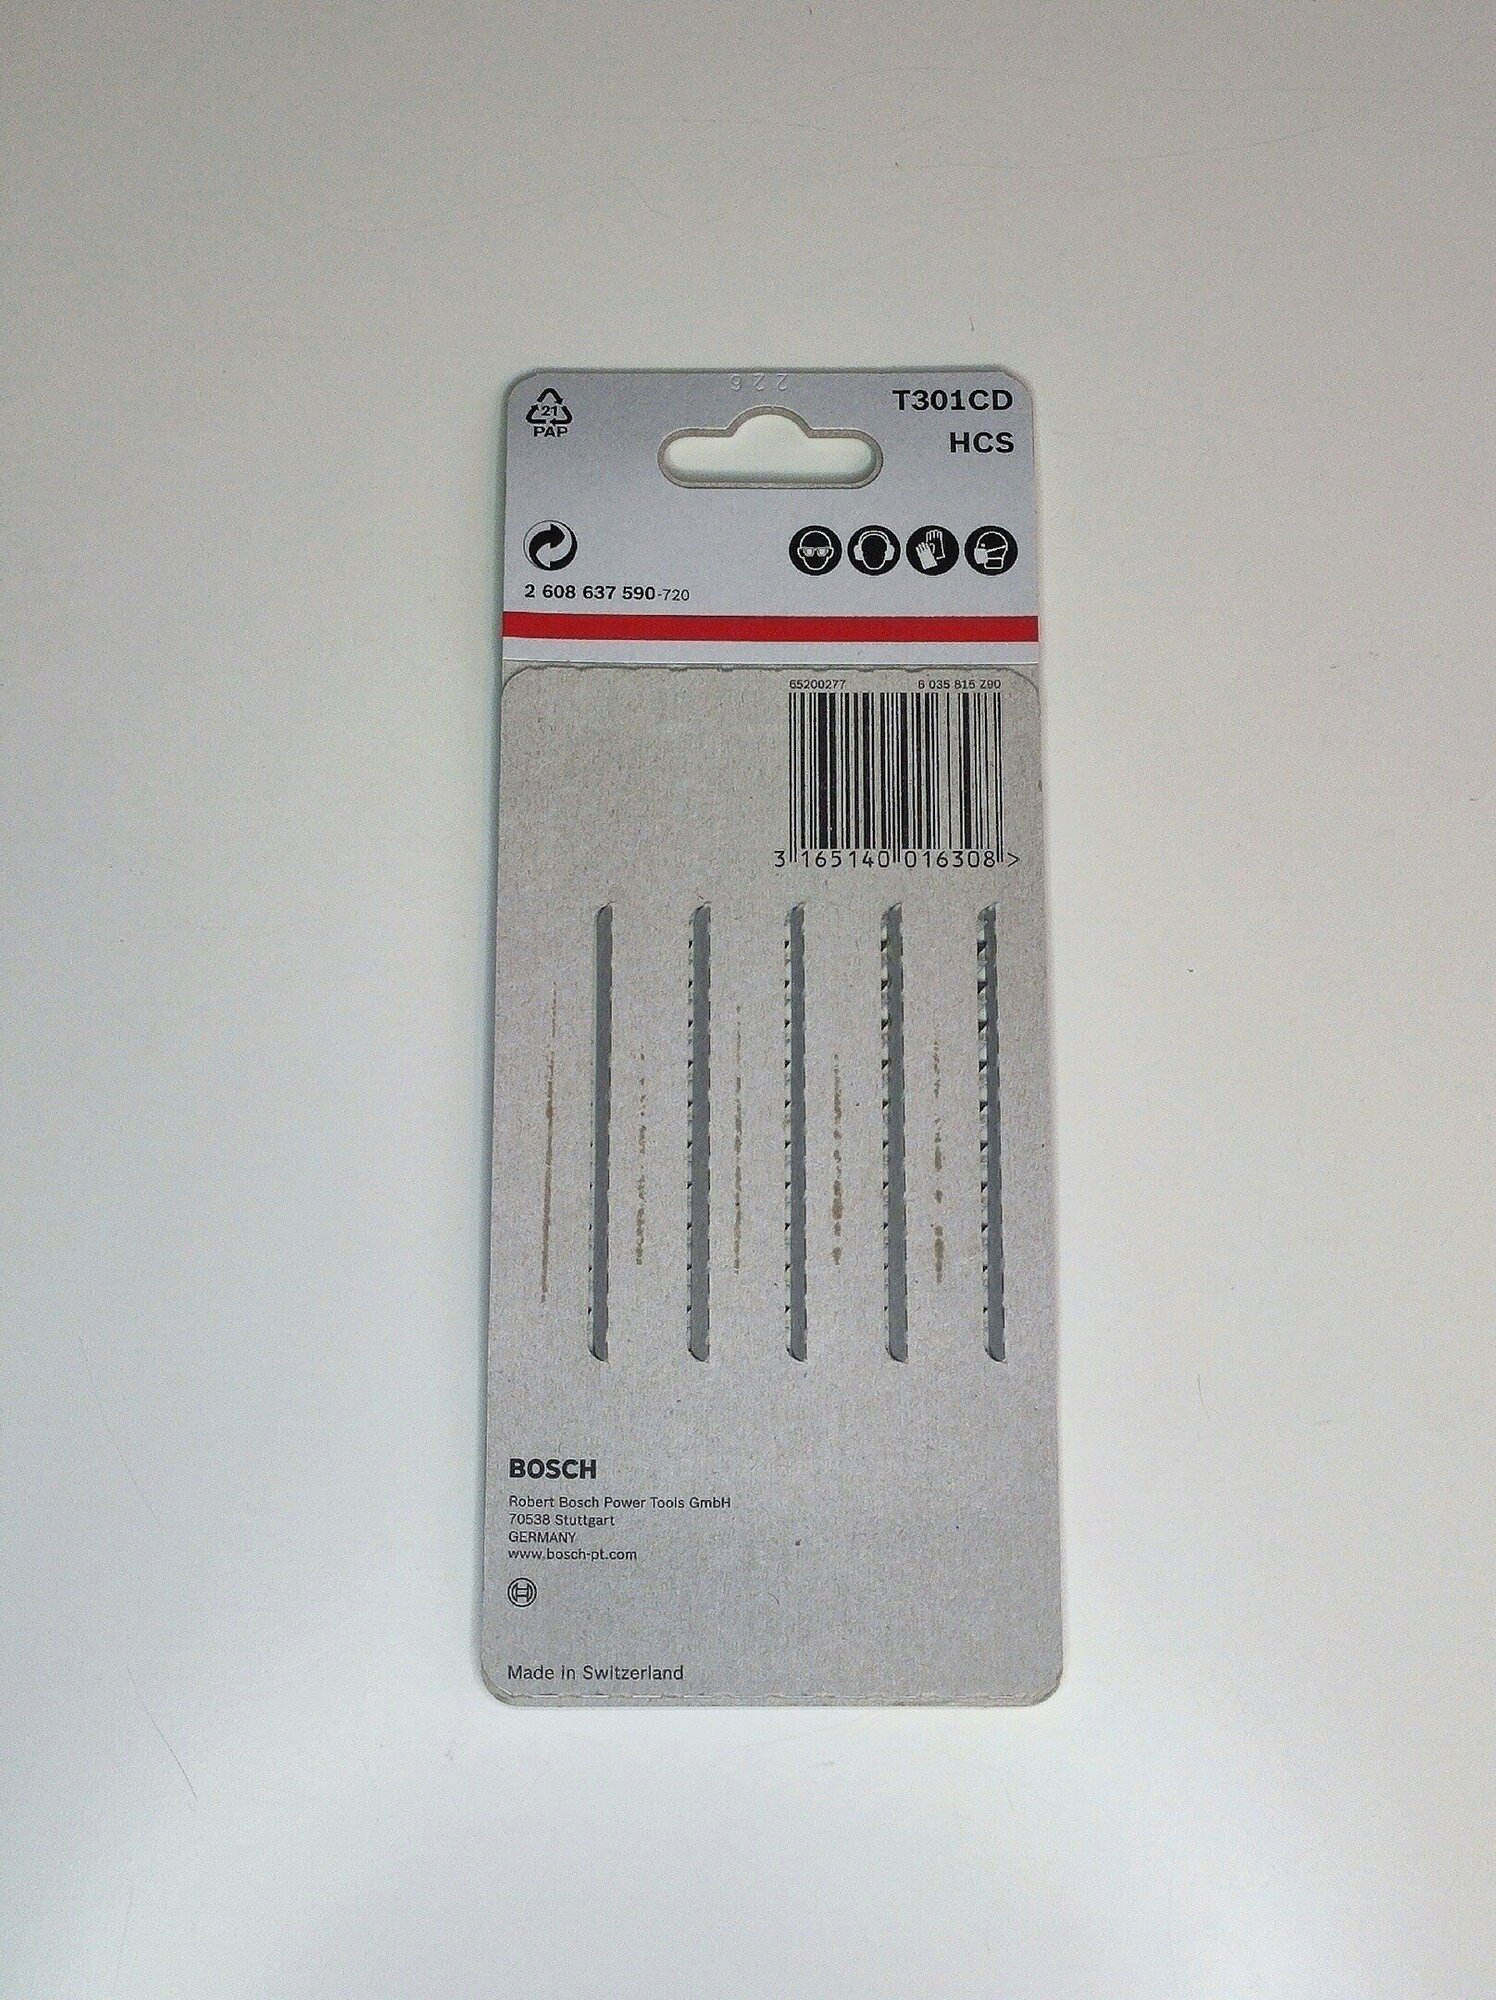 226
T301CD
21
PAP
HCS
2 608 637 590-720
65200277 6 035 815 Z90
3 165140 016308 >
BOSCH
Robert Bosch Power Tools GmbH
70538 Stuttgart
GERMANY
www.bosch-pt.com
Made in Switzerland